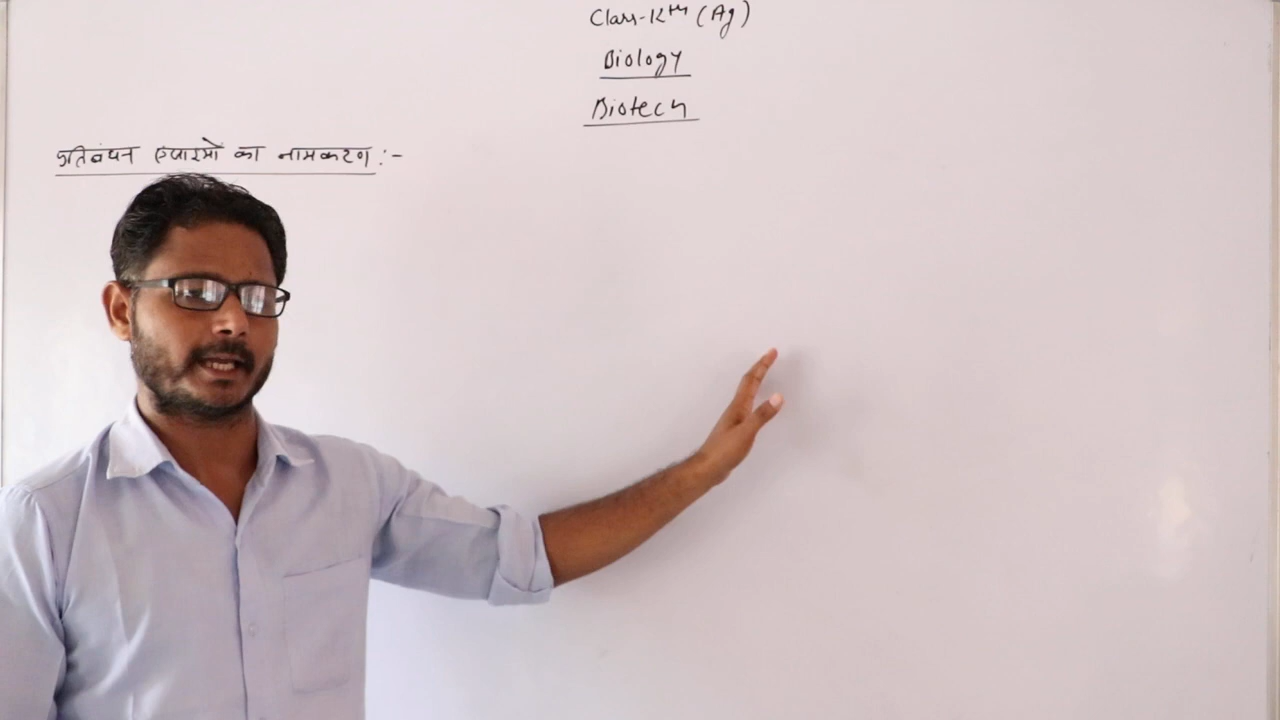 Class-12th (Ag)
Biology
Biotech
प्रतिबंधन एंजाइमों का नामकरण :-